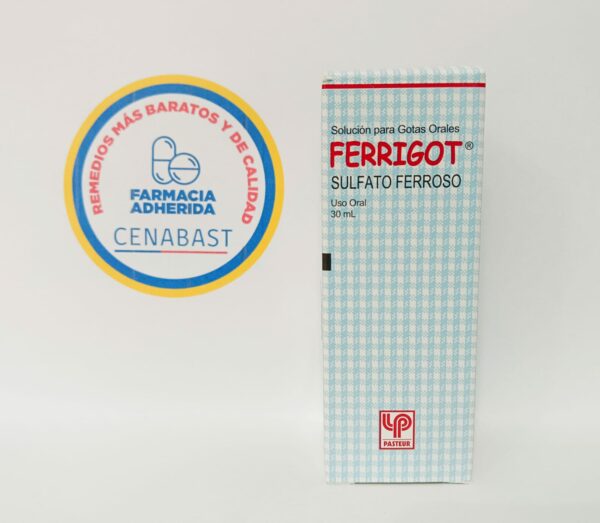 REMEDIOS MÁS BARATOS Y DE CALIDAD
FARMACIA
ADHERIDA
CENABAST
Solución para Gotas Orales
FERRIGOT®
SULFATO FERROSO
Uso Oral
30 mL
LP
PASTEUR